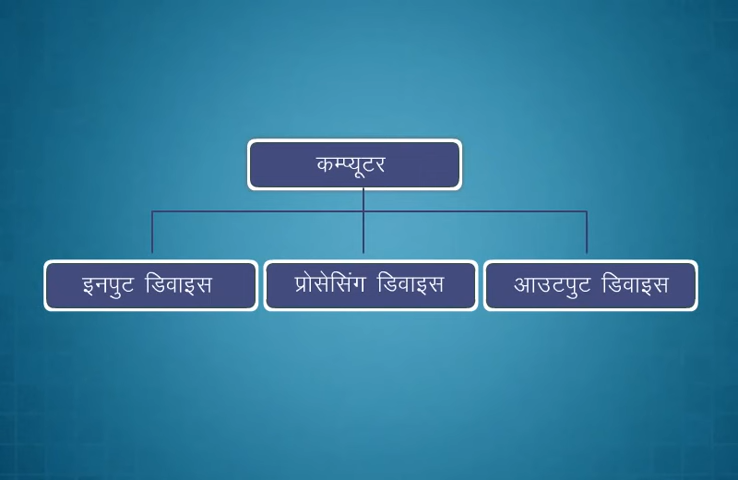 कम्प्यूटर
इनपुट डिवाइस
प्रोसेसिंग डिवाइस
आउटपुट डिवाइस